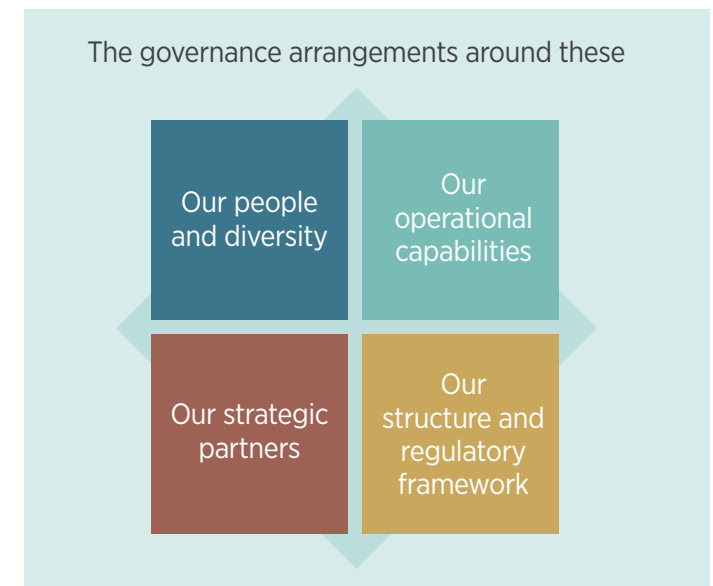 The governance arrangements around these
Our people
and diversity
Our
operational
capabilities
Our strategic
partners
Our
structure and
regulatory
framework